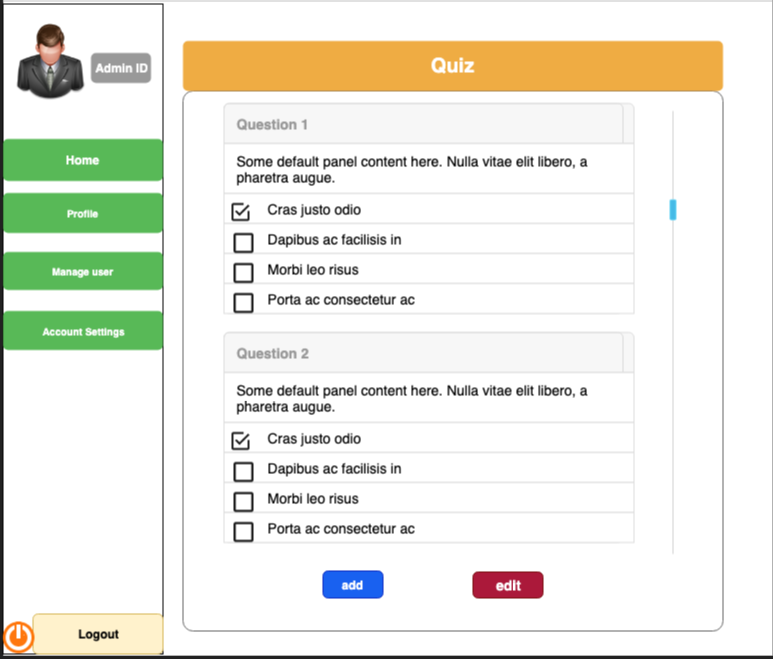 Admin ID
Home
Profile
Manage user
Account Settings
Logout
Quiz
Question 1
Some default panel content here. Nulla vitae elit libero, a
pharetra augue.
Cras justo odio
Dapibus ac facilisis in
Morbi leo risus
Porta ac consectetur ac
Question 2
Some default panel content here. Nulla vitae elit libero, a
pharetra augue.
Cras justo odio
Dapibus ac facilisis in
Morbi leo risus
Porta ac consectetur ac
add
edit